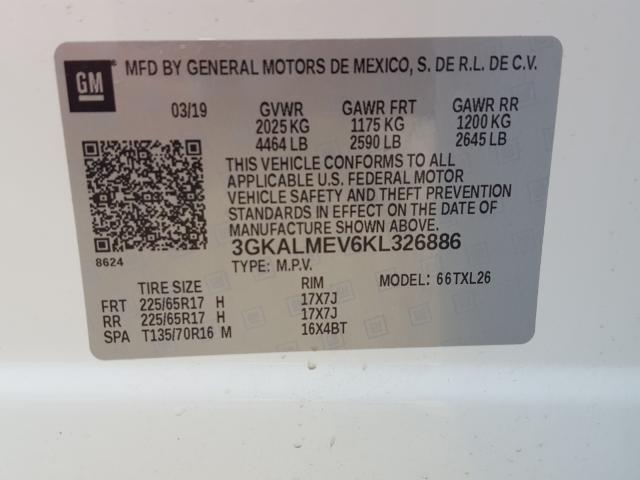 GM
MFD BY GENERAL MOTORS DE MEXICO, S. DE R.L. DE C.V.
03/19 GVWR GAWR FRT GAWR RR
2025 KG 1175 KG 1200 KG
4464 LB 2590 LB 2645 LB
THIS VEHICLE CONFORMS TO ALL
APPLICABLE U.S. FEDERAL MOTOR
VEHICLE SAFETY AND THEFT PREVENTION
STANDARDS IN EFFECT ON THE DATE OF
MANUFACTURE SHOWN ABOVE.
3GKALMEV6KL326886
8624
TYPE: M.P.V. MODEL: 66TXL26
TIRE SIZE RIM
FRT 225/65R17 H 17X7J
RR 225/65R17 H 17X7J
SPA T135/70R16 M 16X4BT